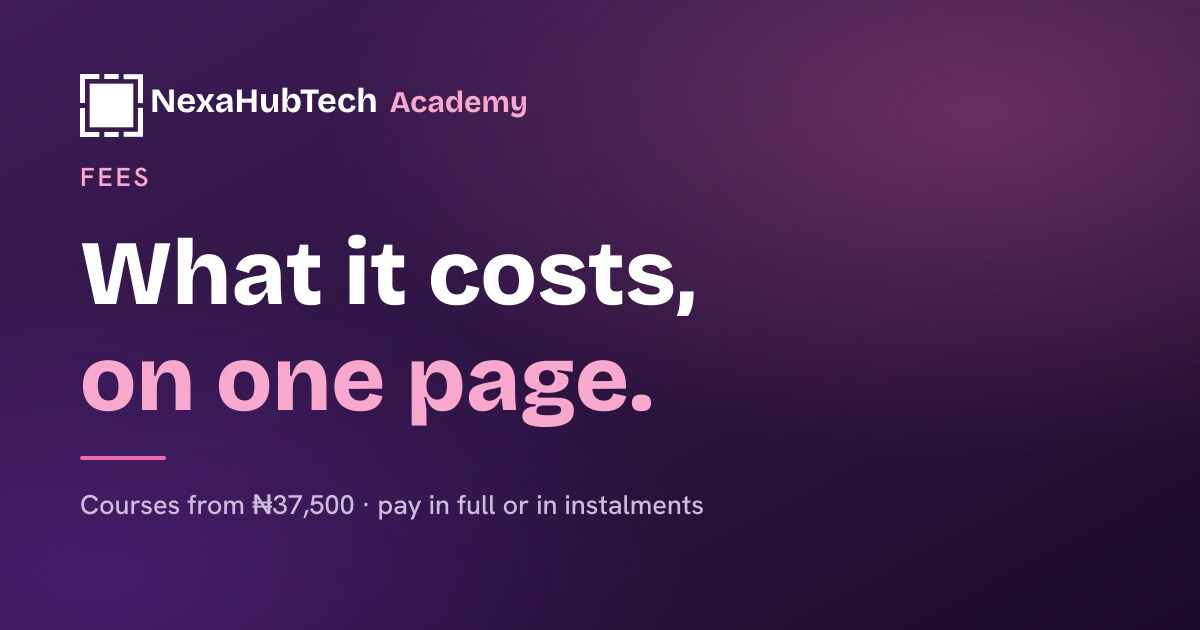 NexaHubTech Academy
FEES
What it costs,
on one page.
Courses from ₦37,500 · pay in full or in instalments